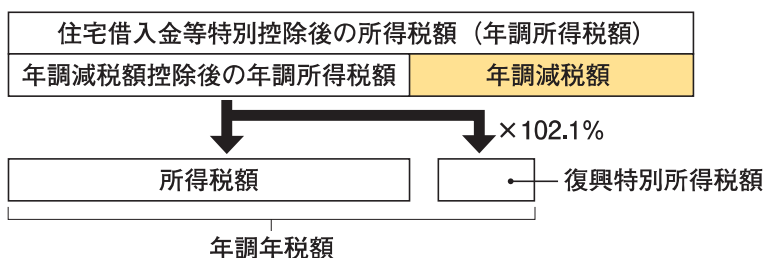 住宅借入金等特別控除後の所得税額（年調所得税額）
年調減税額控除後の年調所得税額
年調減税額
×102.1%
所得税額
復興特別所得税額
年調年税額